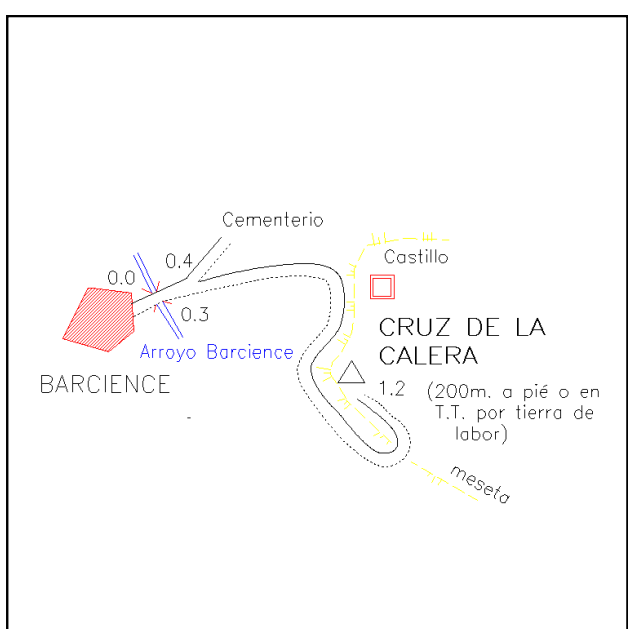 Cementerio
0.4
0.0
Castillo
0.3
CRUZ DE LA
CALERA
Arroyo Barcience
BARCIENCE
1.2 (200m. a pié o en
T.T. por tierra de
labor)
meseta